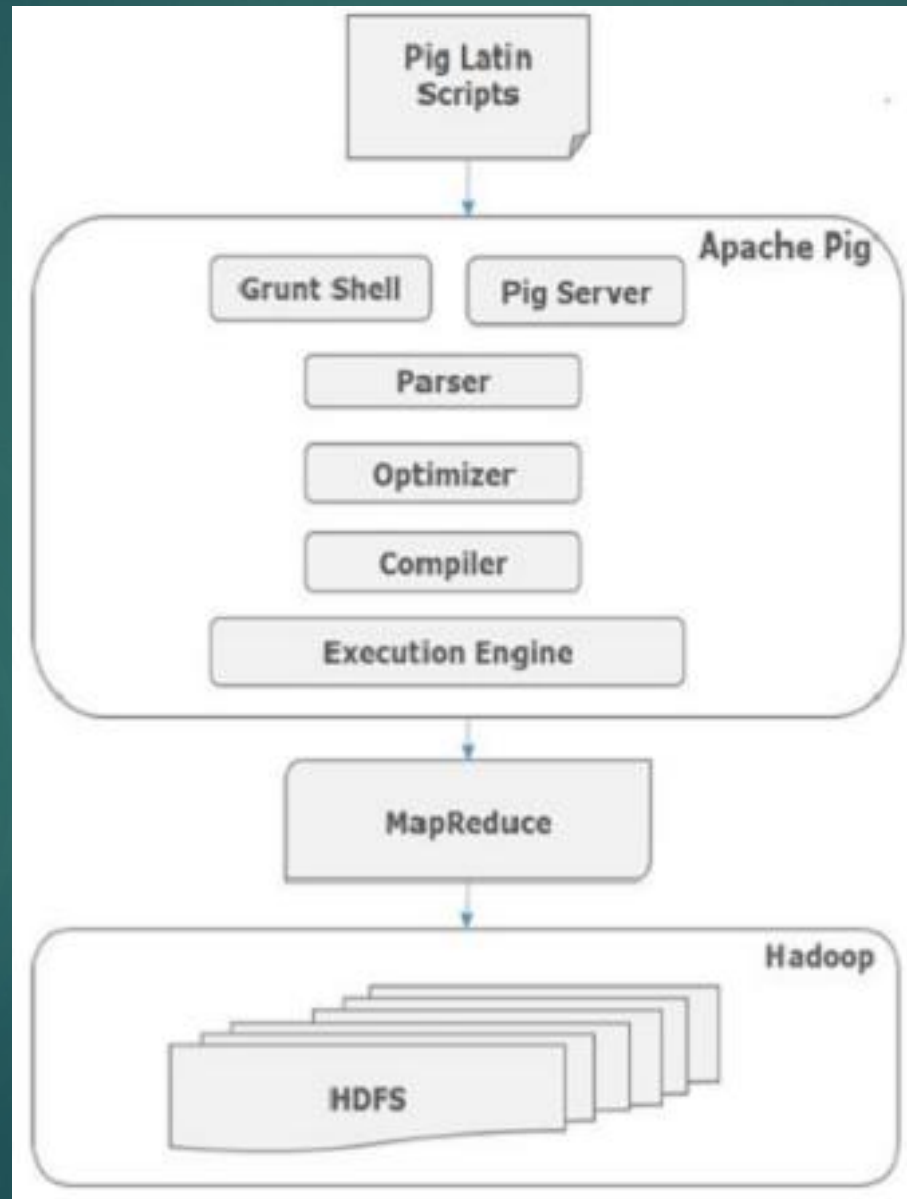 Pig Latin
Scripts
Apache Pig
Grunt Shell
Pig Server
Parser
Optimizer
Compiler
Execution Engine
MapReduce
Hadoop
HDFS